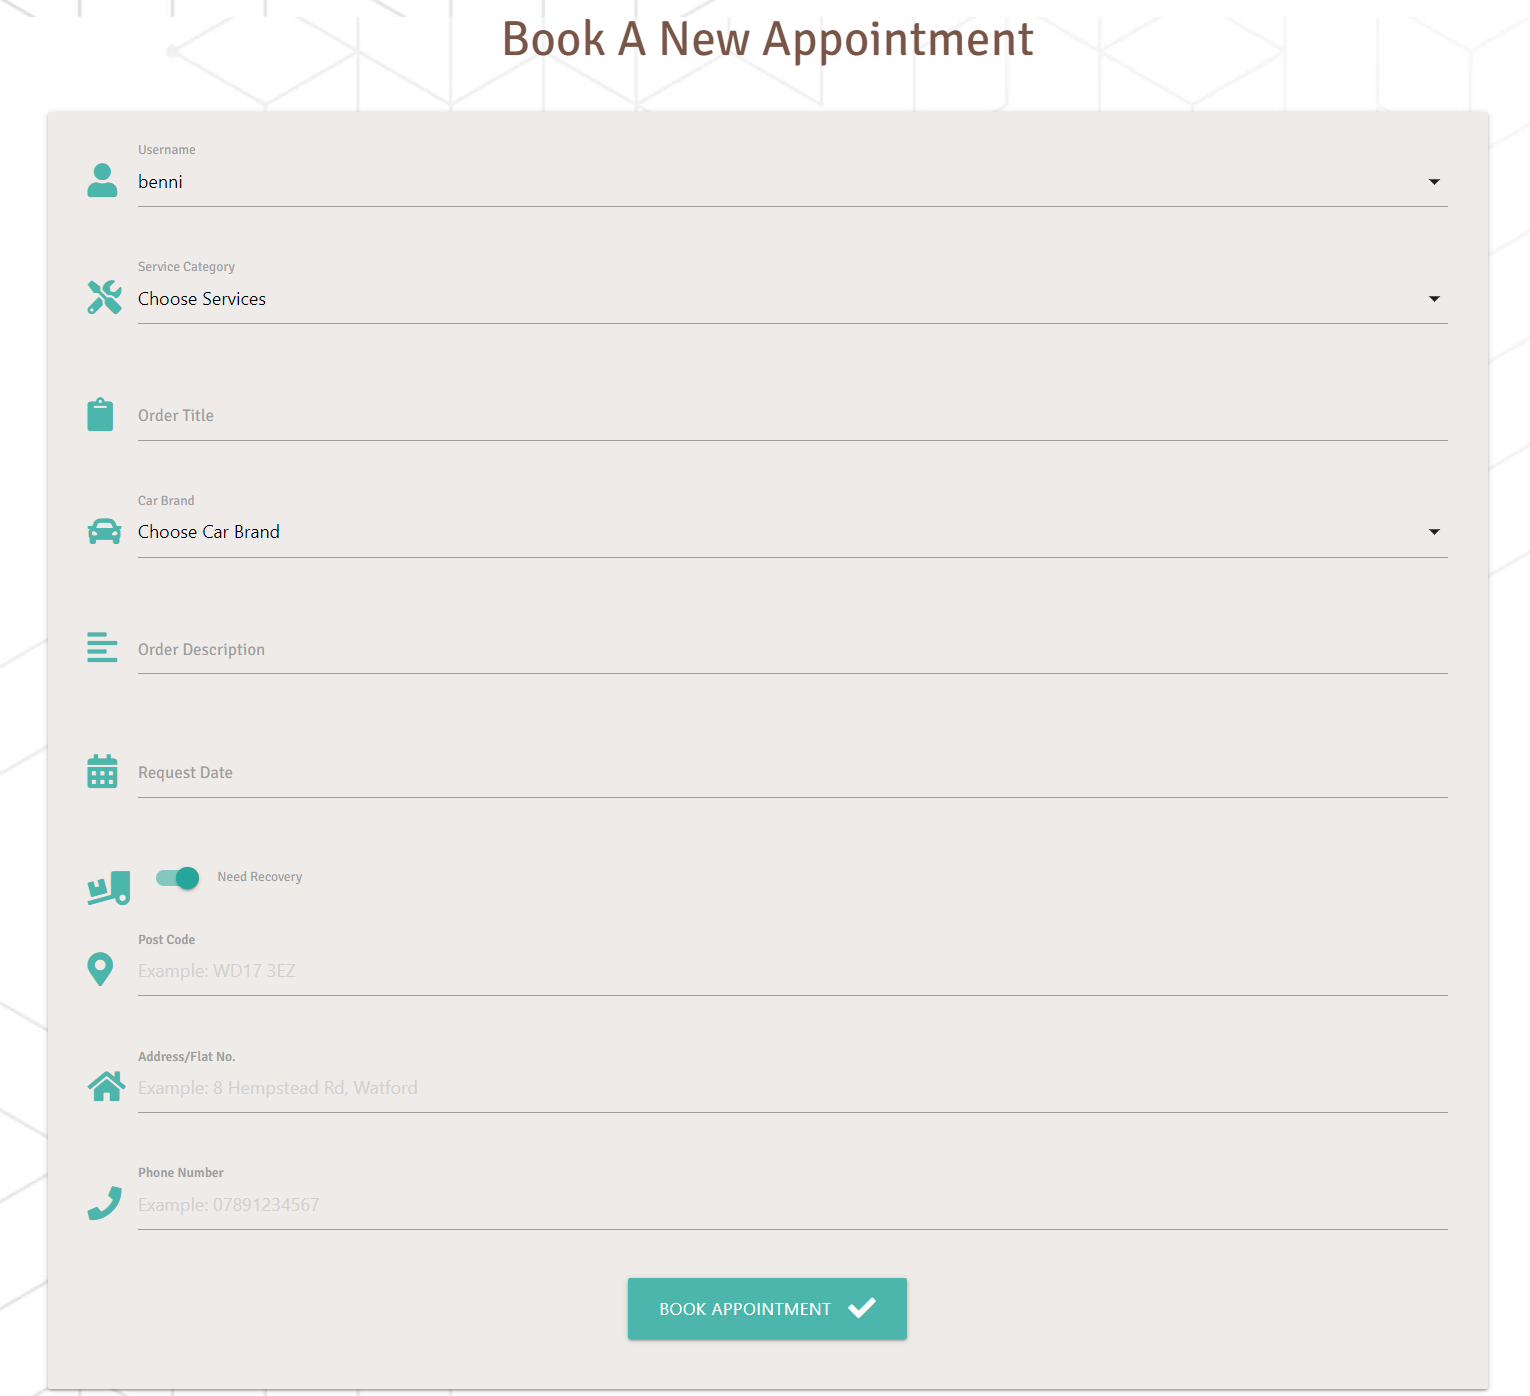 Book A New Appointment
Username
benni
Service Category
Choose Services
Order Title
Car Brand
Choose Car Brand
Order Description
Request Date
Need Recovery
Post Code
Example: WD17 3EZ
Address/Flat No.
Example: 8 Hempstead Rd, Watford
Phone Number
Example: 07891234567
BOOK APPOINTMENT